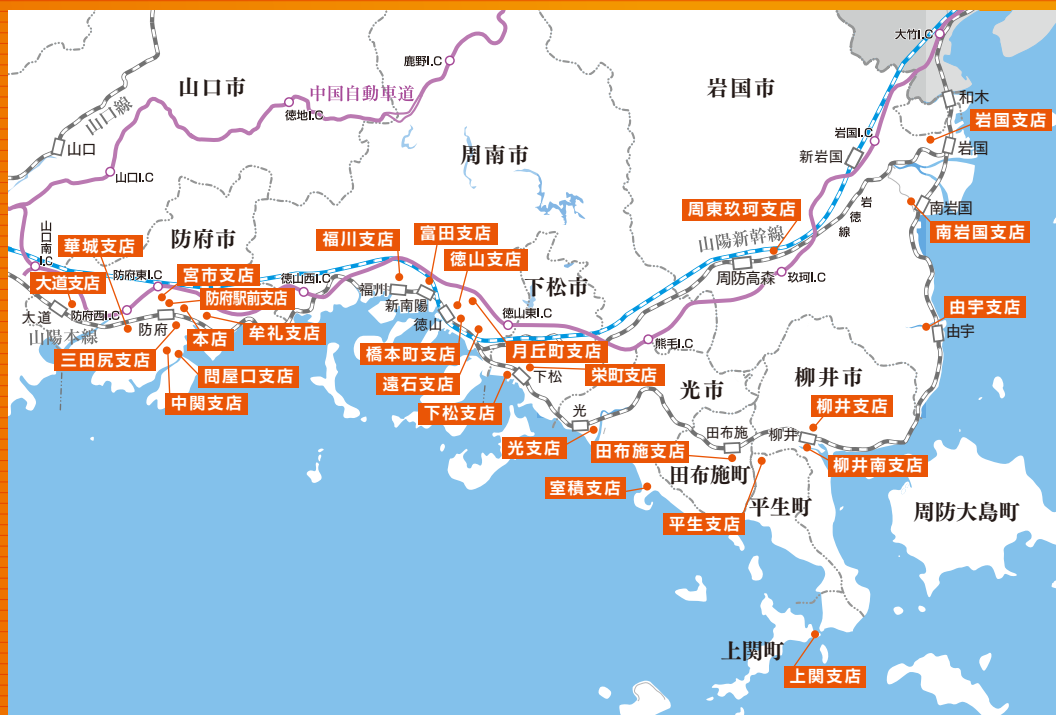 大竹I.C
鹿野I.C
山口市
中国自動車道
岩国市
和木
徳地I.C
山口線
岩国支店
岩国I.C
山口
岩国
周南市
新岩国
山口I.C
周東玖珂支店
岩徳線
南岩国
南岩国支店
山口南I.C
華城支店
防府市
福川支店
富田支店
山陽新幹線
徳山支店
防府東I.C
宮市支店
徳山西I.C
周防高森
玖珂I.C
大道支店
防府駅前支店
福川
下松市
新南陽
由宇支店
大道
防府西I.C
防府
本店
牟礼支店
徳山
徳山東I.C
由宇
山陽本線
三田尻支店
橋本町支店
月丘町支店
熊毛I.C
問屋口支店
遠石支店
下松
栄町支店
光市
柳井市
中関支店
下松支店
光
柳井支店
田布施
柳井
光支店
田布施支店
柳井南支店
田布施町
室積支店
平生町
周防大島町
平生支店
上関町
上関支店